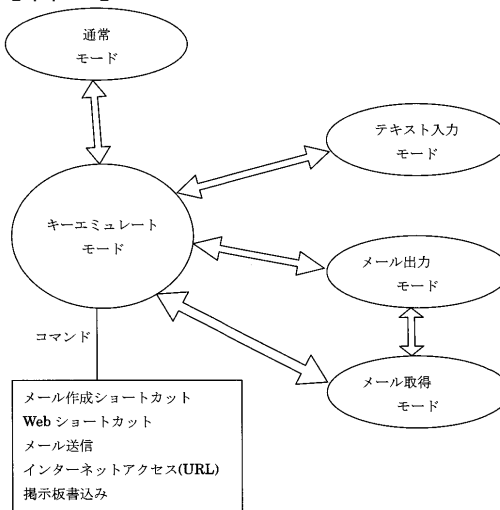 通常
モード
テキスト入力
モード
キーエミュレート
モード
メール出力
モード
コマンド
メール取得
モード
メール作成ショートカット
Web ショートカット
メール送信
インターネットアクセス(URL)
掲示板書込み